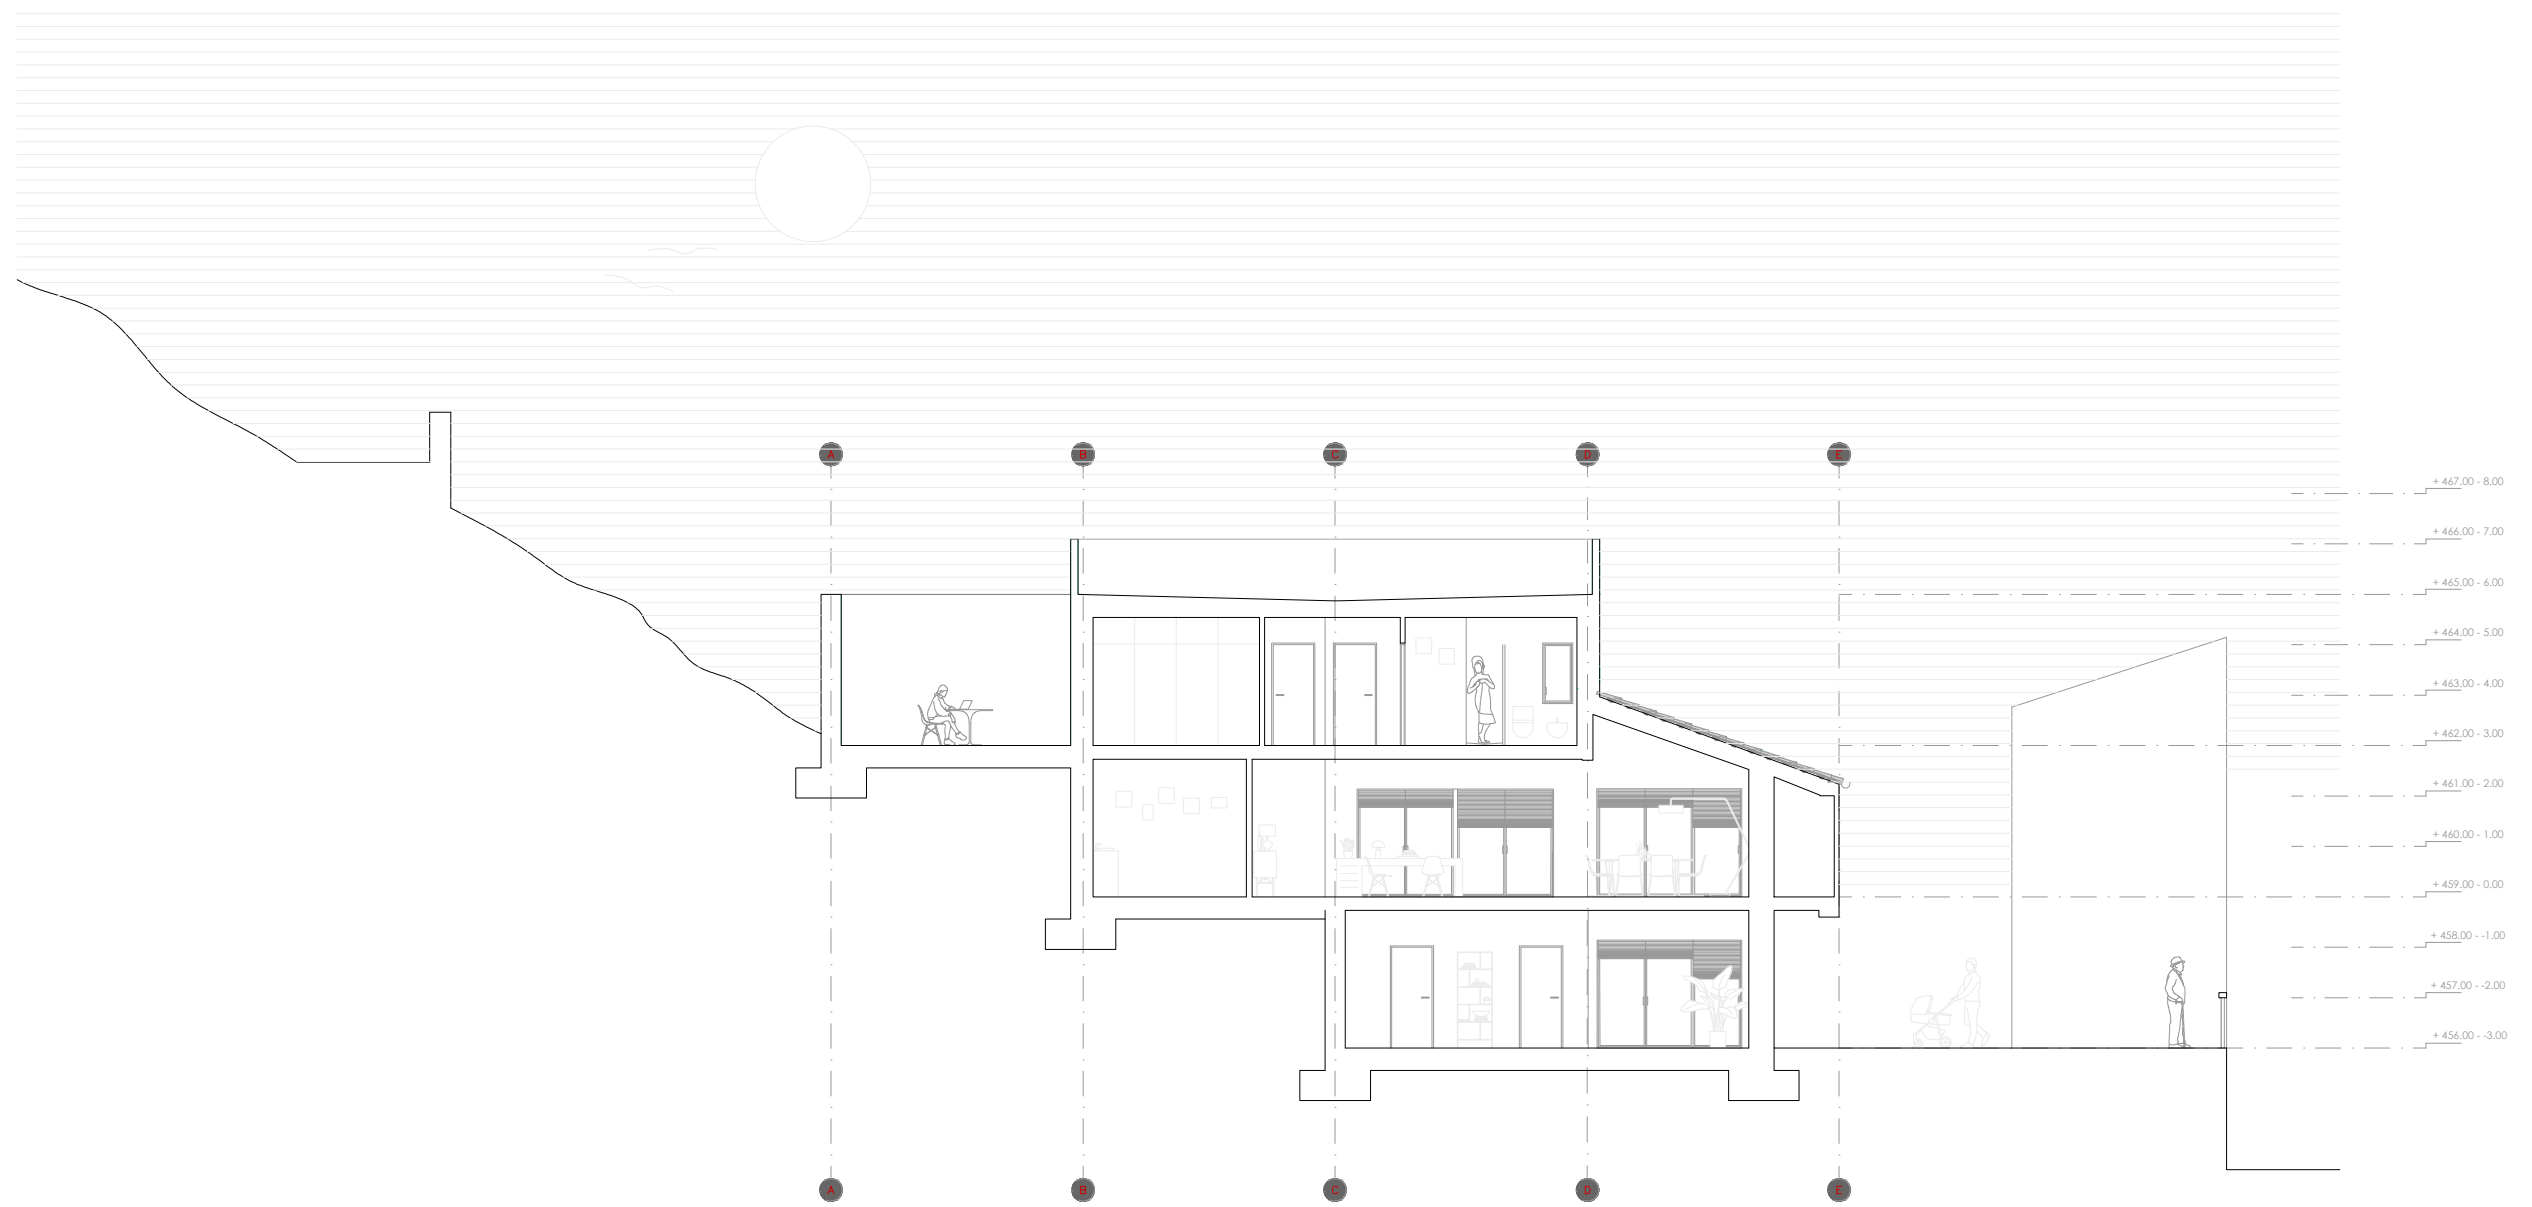 A B C D E
+ 467.00 - 8.00
+ 466.00 - 7.00
+ 465.00 - 6.00
+ 464.00 - 5.00
+ 463.00 - 4.00
+ 462.00 - 3.00
+ 461.00 - 2.00
+ 460.00 - 1.00
+ 459.00 - 0.00
+ 458.00 - -1.00
+ 457.00 - -2.00
+ 456.00 - -3.00
A B C D E